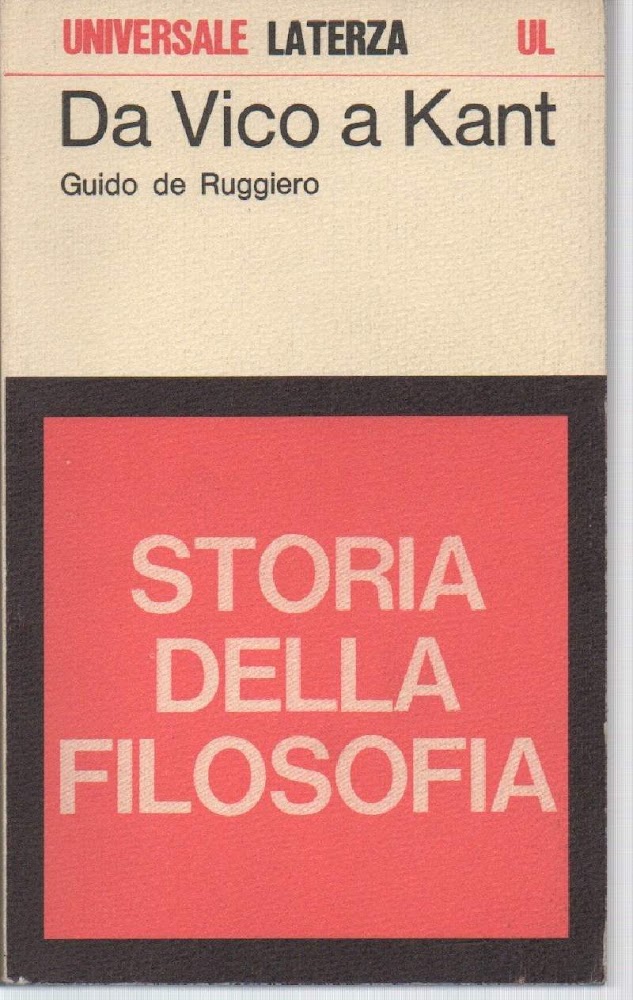 UNIVERSALE LATERZA UL
Da Vico a Kant
Guido de Ruggiero
STORIA
DELLA
FILOSOFIA